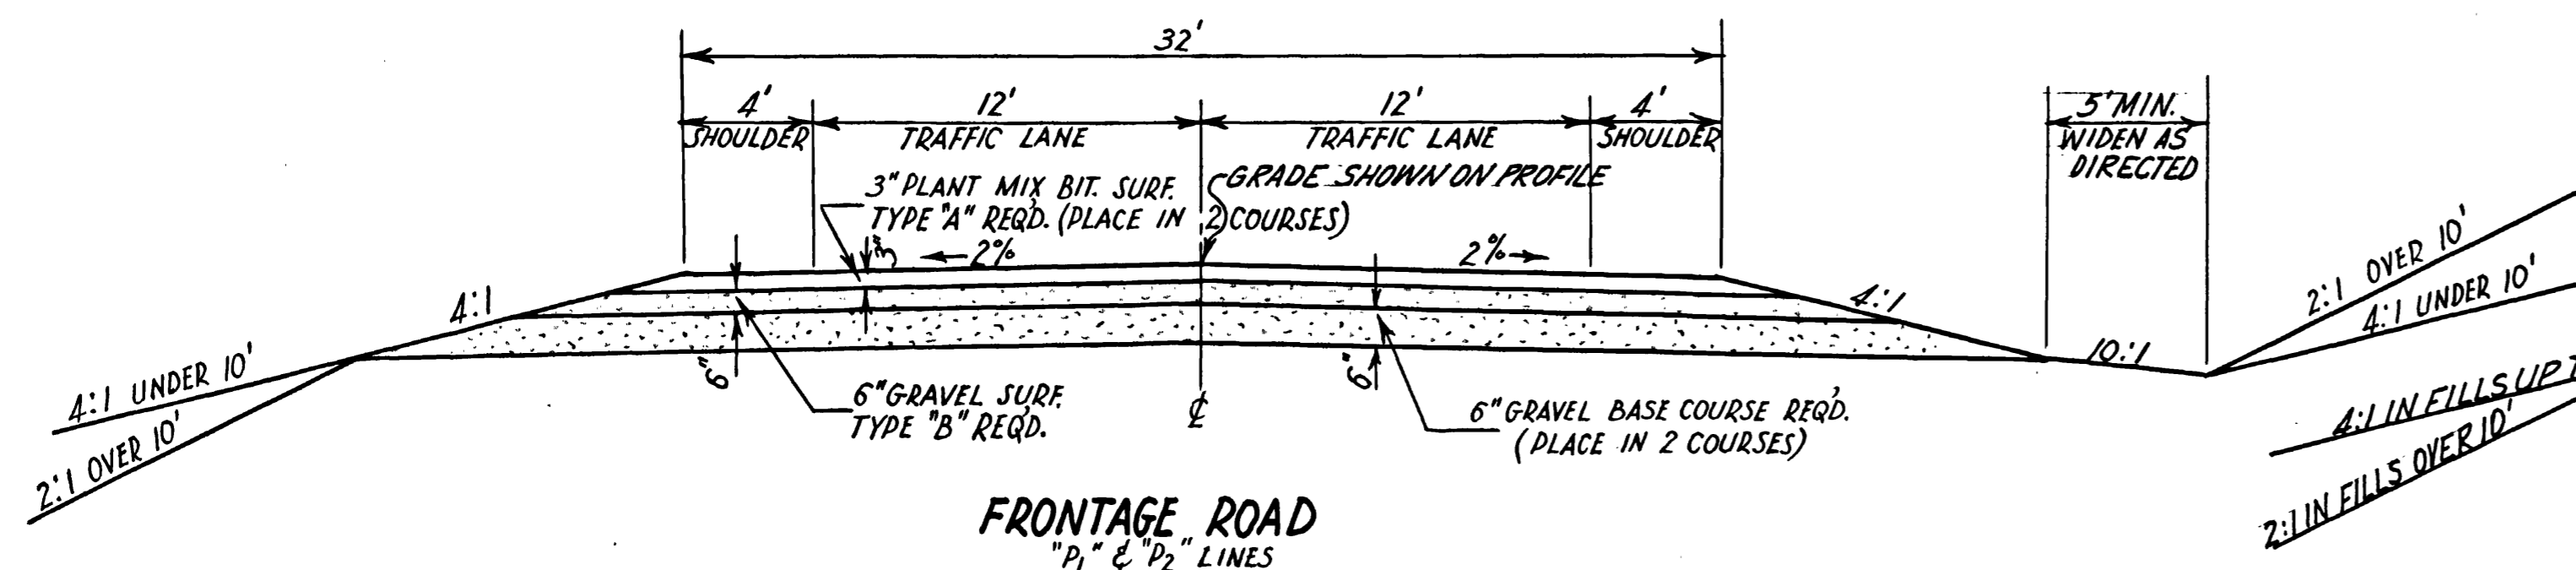 32'
4'
12'
12'
4'
5' MIN.
SHOULDER
TRAFFIC LANE
TRAFFIC LANE
SHOULDER
WIDEN AS
DIRECTED
3" PLANT MIX BIT. SURF.
TYPE "A" REQ'D. (PLACE IN 2 COURSES)
GRADE SHOWN ON PROFILE
3"
2%
2%
4:1
4:1
10:1
2:1 OVER 10'
4:1 UNDER 10'
4:1 UNDER 10'
2:1 OVER 10'
6"
6"
6" GRAVEL SURF.
TYPE "B" REQ'D.
℄
6" GRAVEL BASE COURSE REQ'D.
(PLACE IN 2 COURSES)
4:1 IN FILLS UP
2:1 IN FILLS OVER 10'
FRONTAGE ROAD
"P₁" & "P₂" LINES